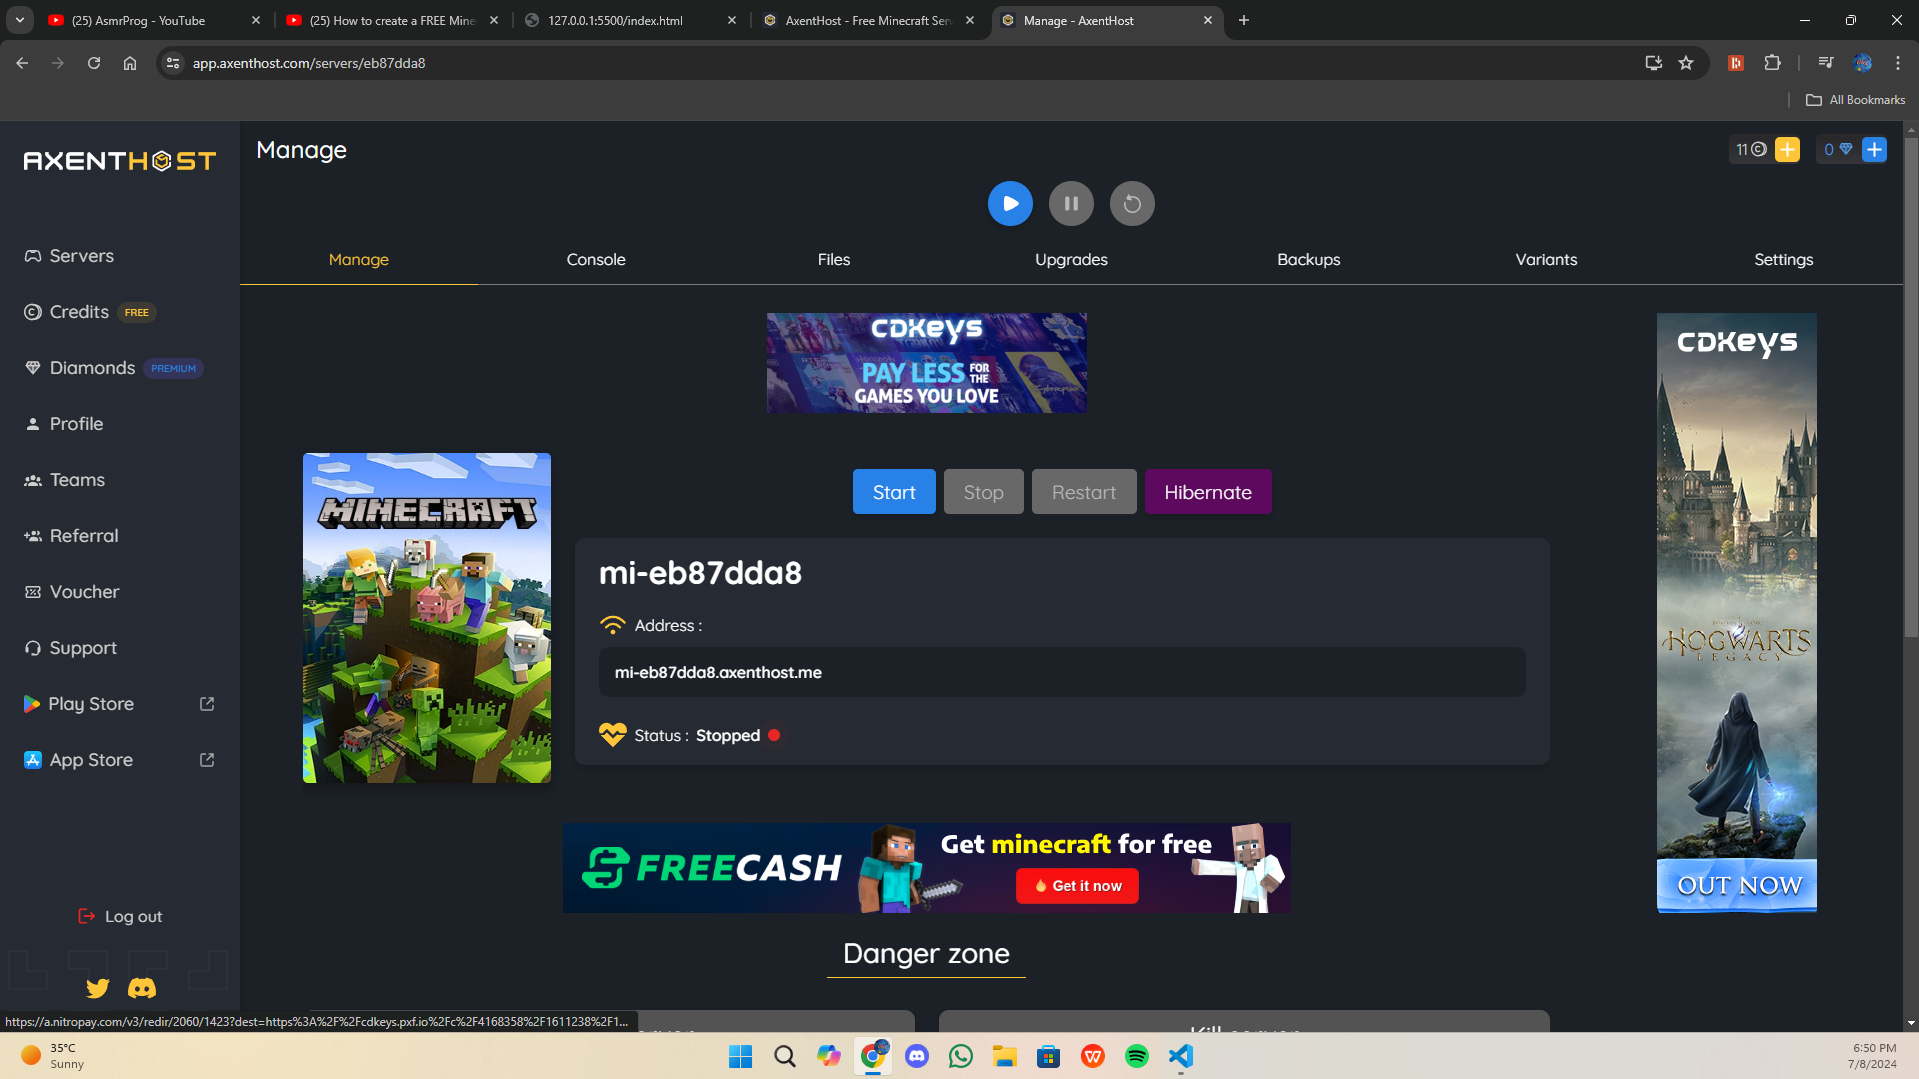 (25) AsmrProg - YouTube
(25) How to create a FREE Mine
127.0.0.1:5500/index.html
AxentHost - Free Minecraft Serv
Manage - AxentHost
app.axenthost.com/servers/eb87dda8
All Bookmarks
AXENTHOST
Manage
11
0
Servers
Credits FREE
Diamonds PREMIUM
Profile
Teams
Referral
Voucher
Support
Play Store
App Store
Log out
Manage
Console
Files
Upgrades
Backups
Variants
Settings
CDKeys
PAY LESS FOR THE
GAMES YOU LOVE
MINECRAFT
Start
Stop
Restart
Hibernate
mi-eb87dda8
Address :
mi-eb87dda8.axenthost.me
Status : Stopped
CDKeys
HOGWARTS
LEGACY
OUT NOW
FREECASH
Get minecraft for free
Get it now
Danger zone
Kill server
https://a.nitropay.com/v3/redir/2060/1423?dest=https%3A%2F%2Fcdkeys.pxf.io%2Fc%2F4168358%2F1611238%2F1...
35°C
Sunny
6:50 PM
7/8/2024